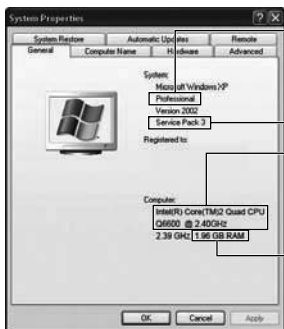 System Properties
System Restore
Automatic Updates
Remote
General
Computer Name
Hardware
Advanced
System:
Microsoft Windows XP
Professional
Version 2002
Service Pack 3
Registered to:
Computer:
Intel(R) Core(TM)2 Quad CPU
Q6600 @ 2.40GHz
2.39 GHz, 1.96 GB RAM
OK
Cancel
Apply